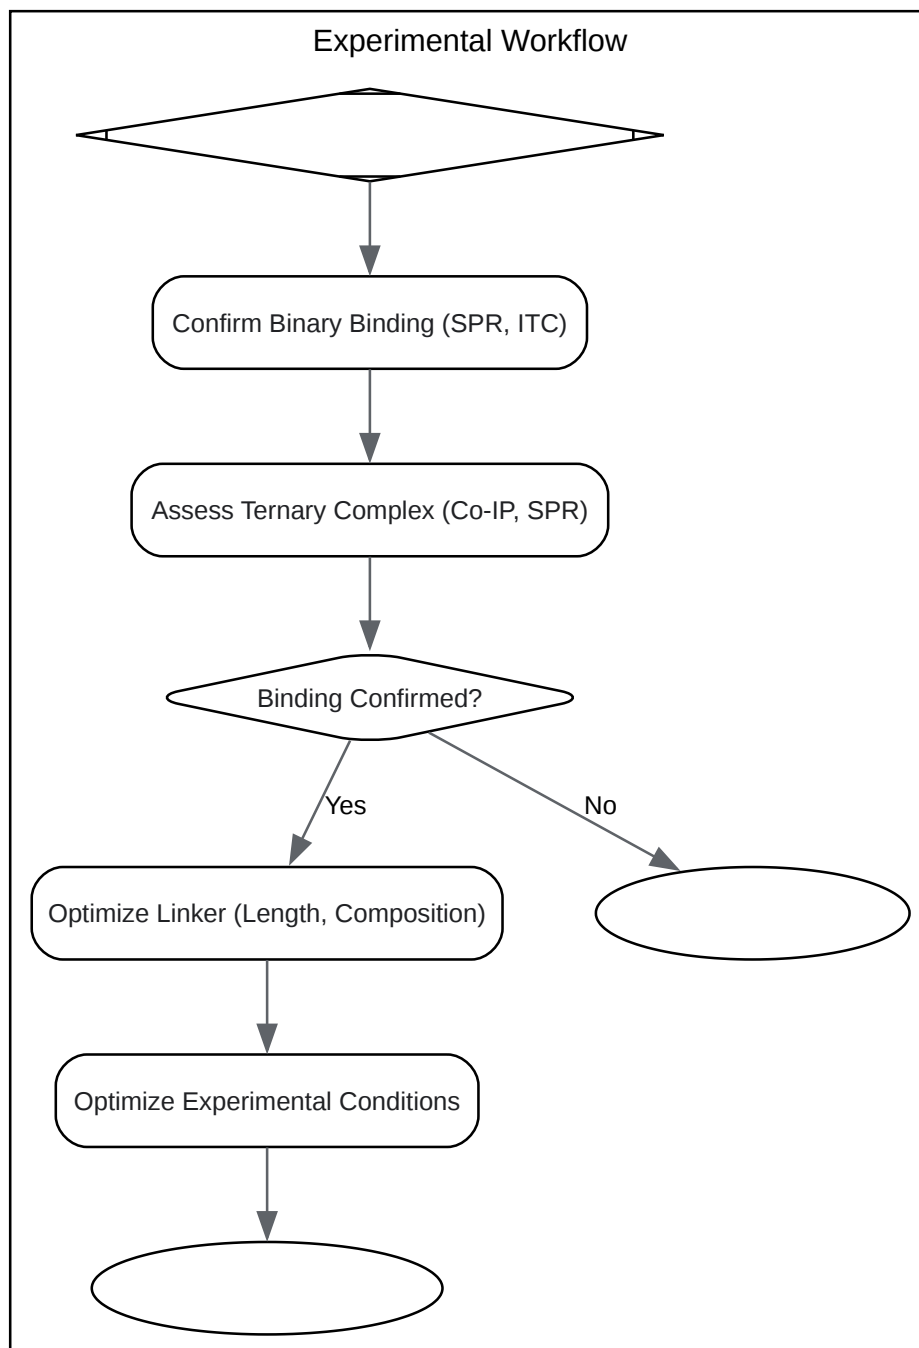 Experimental Workflow
Confirm Binary Binding (SPR, ITC)
Assess Ternary Complex (Co-IP, SPR)
Binding Confirmed?
Yes
No
Optimize Linker (Length, Composition)
Optimize Experimental Conditions